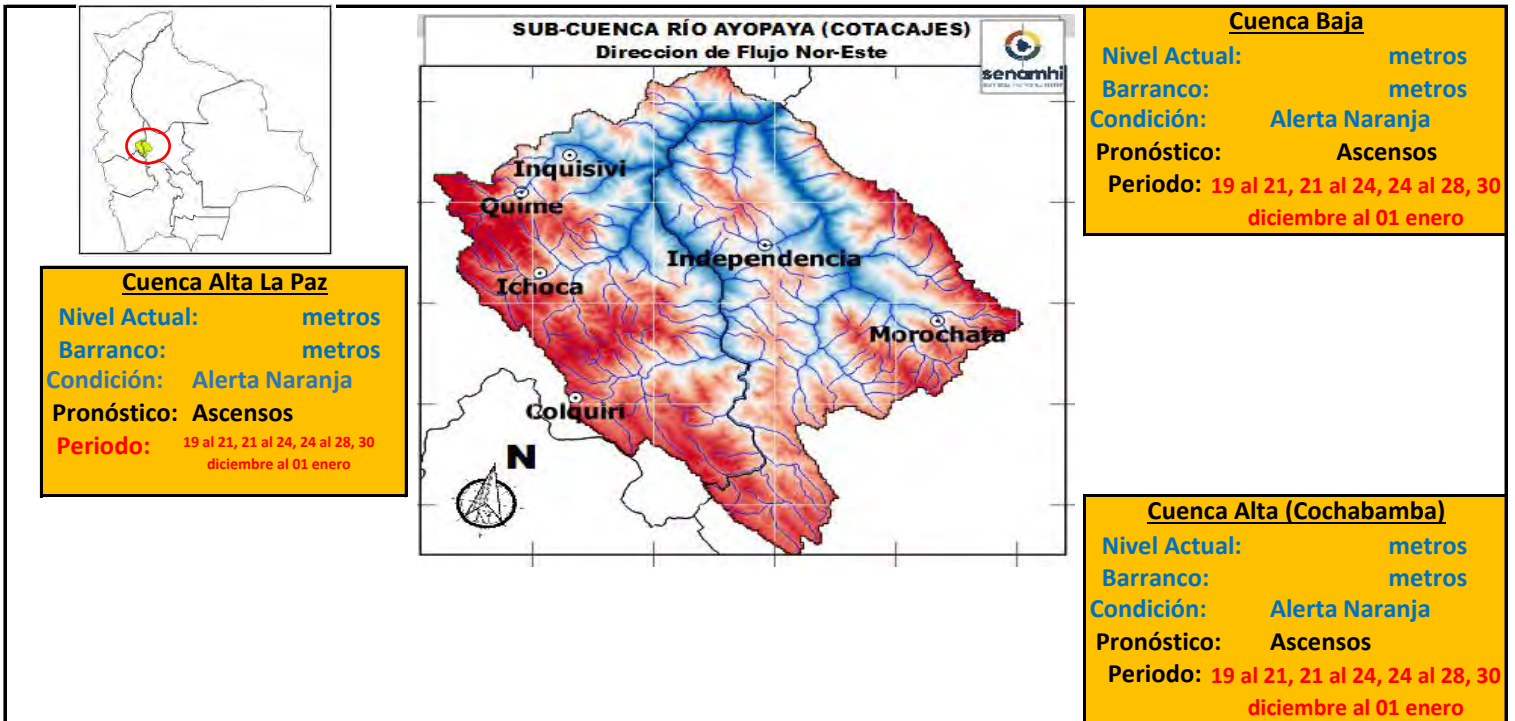 SUB-CUENCA RÍO AYOPAYA (COTACAJES)
Direccion de Flujo Nor-Este
senamhi
Inquisivi
Quime
Independencia
Ichoca
Morochata
Colquiri
N
Cuenca Baja
Nivel Actual: metros
Barranco: metros
Condición: Alerta Naranja
Pronóstico: Ascensos
Periodo: 19 al 21, 21 al 24, 24 al 28, 30
diciembre al 01 enero
Cuenca Alta La Paz
Nivel Actual: metros
Barranco: metros
Condición: Alerta Naranja
Pronóstico: Ascensos
Periodo: 19 al 21, 21 al 24, 24 al 28, 30
diciembre al 01 enero
Cuenca Alta (Cochabamba)
Nivel Actual: metros
Barranco: metros
Condición: Alerta Naranja
Pronóstico: Ascensos
Periodo: 19 al 21, 21 al 24, 24 al 28, 30
diciembre al 01 enero